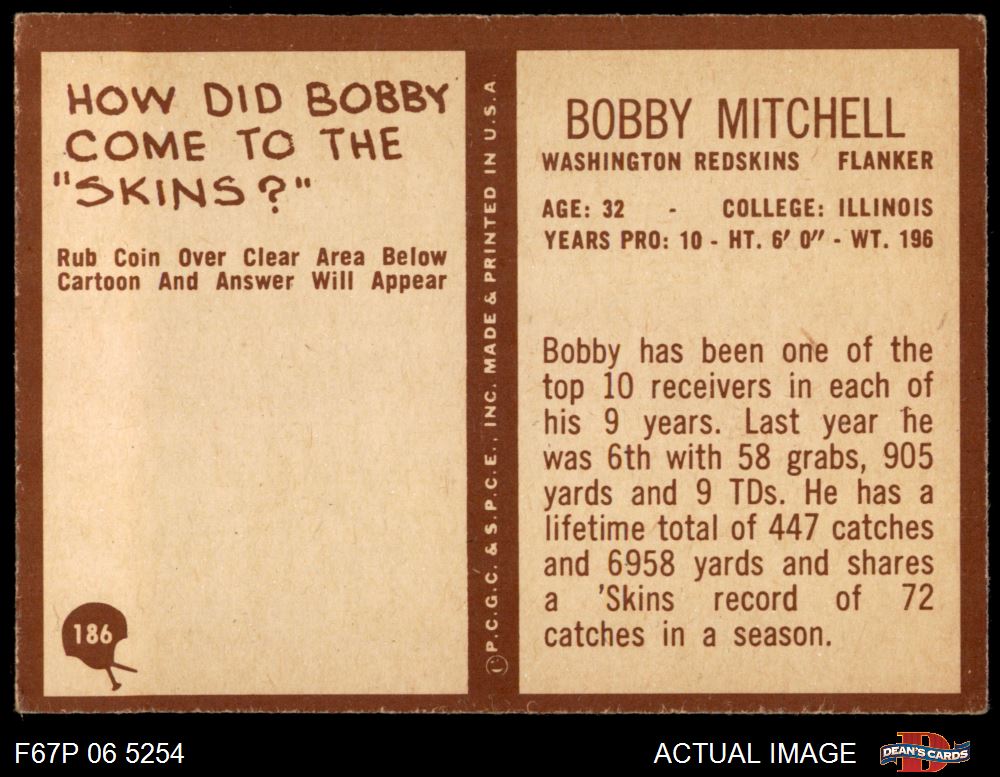 HOW DID BOBBY
COME TO THE
"SKINS?"
Rub Coin Over Clear Area Below
Cartoon And Answer Will Appear
186
©P.C.G.C. & S.P.C.E., INC. MADE & PRINTED IN U.S.A
BOBBY MITCHELL
WASHINGTON REDSKINS FLANKER
AGE: 32 - COLLEGE: ILLINOIS
YEARS PRO: 10 - HT. 6' 0" - WT. 196
Bobby has been one of the
top 10 receivers in each of
his 9 years. Last year he
was 6th with 58 grabs, 905
yards and 9 TDs. He has a
lifetime total of 447 catches
and 6958 yards and shares
a 'Skins record of 72
catches in a season.
F67P 06 5254
ACTUAL IMAGE
DEAN'S CARDS